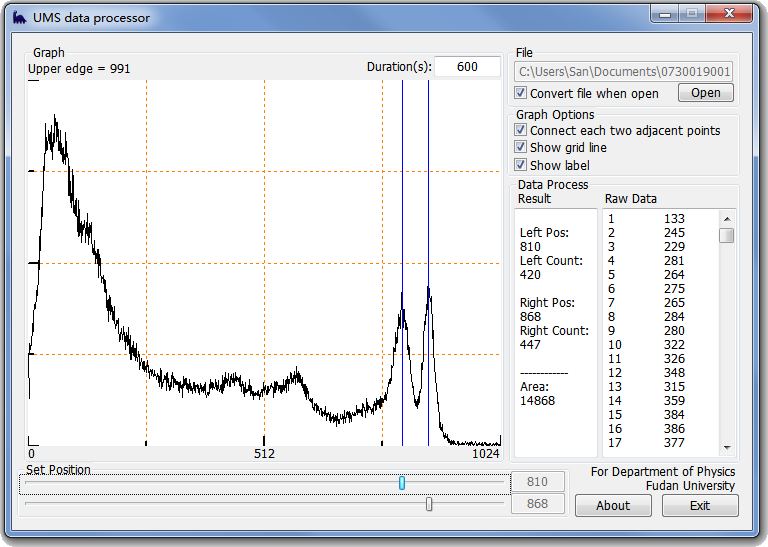 UMS data processor
Graph
Upper edge = 991
Duration(s):
600
0
512
1024
Set Position
810
868
File
C:\Users\San\Documents\0730019001
Convert file when open
Open
Graph Options
Connect each two adjacent points
Show grid line
Show label
Data Process
Result
Left Pos:
810
Left Count:
420
Right Pos:
868
Right Count:
447
------------
Area:
14868
Raw Data
1 133
2 245
3 229
4 281
5 264
6 275
7 265
8 284
9 280
10 322
11 326
12 348
13 315
14 359
15 384
16 386
17 377
For Department of Physics
Fudan University
About
Exit